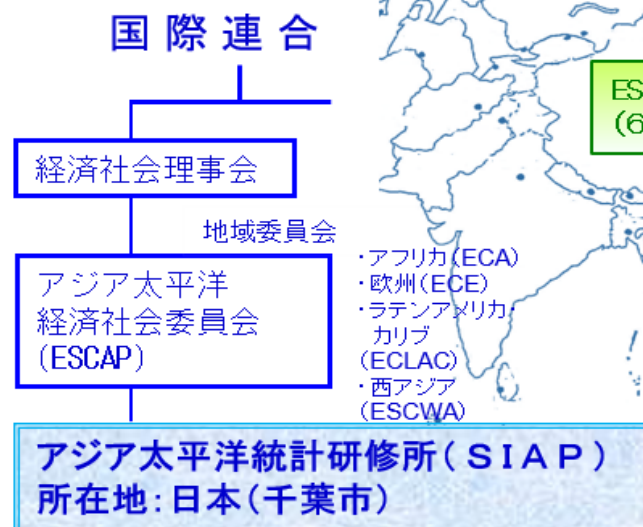 国際連合
ES
(6
経済社会理事会
地域委員会
アジア太平洋
経済社会委員会
(ESCAP)
・アフリカ(ECA)
・欧州(ECE)
・ラテンアメリカ・
カリブ
(ECLAC)
・西アジア
(ESCWA)
アジア太平洋統計研修所(ＳＩＡＰ)
所在地:日本(千葉市)